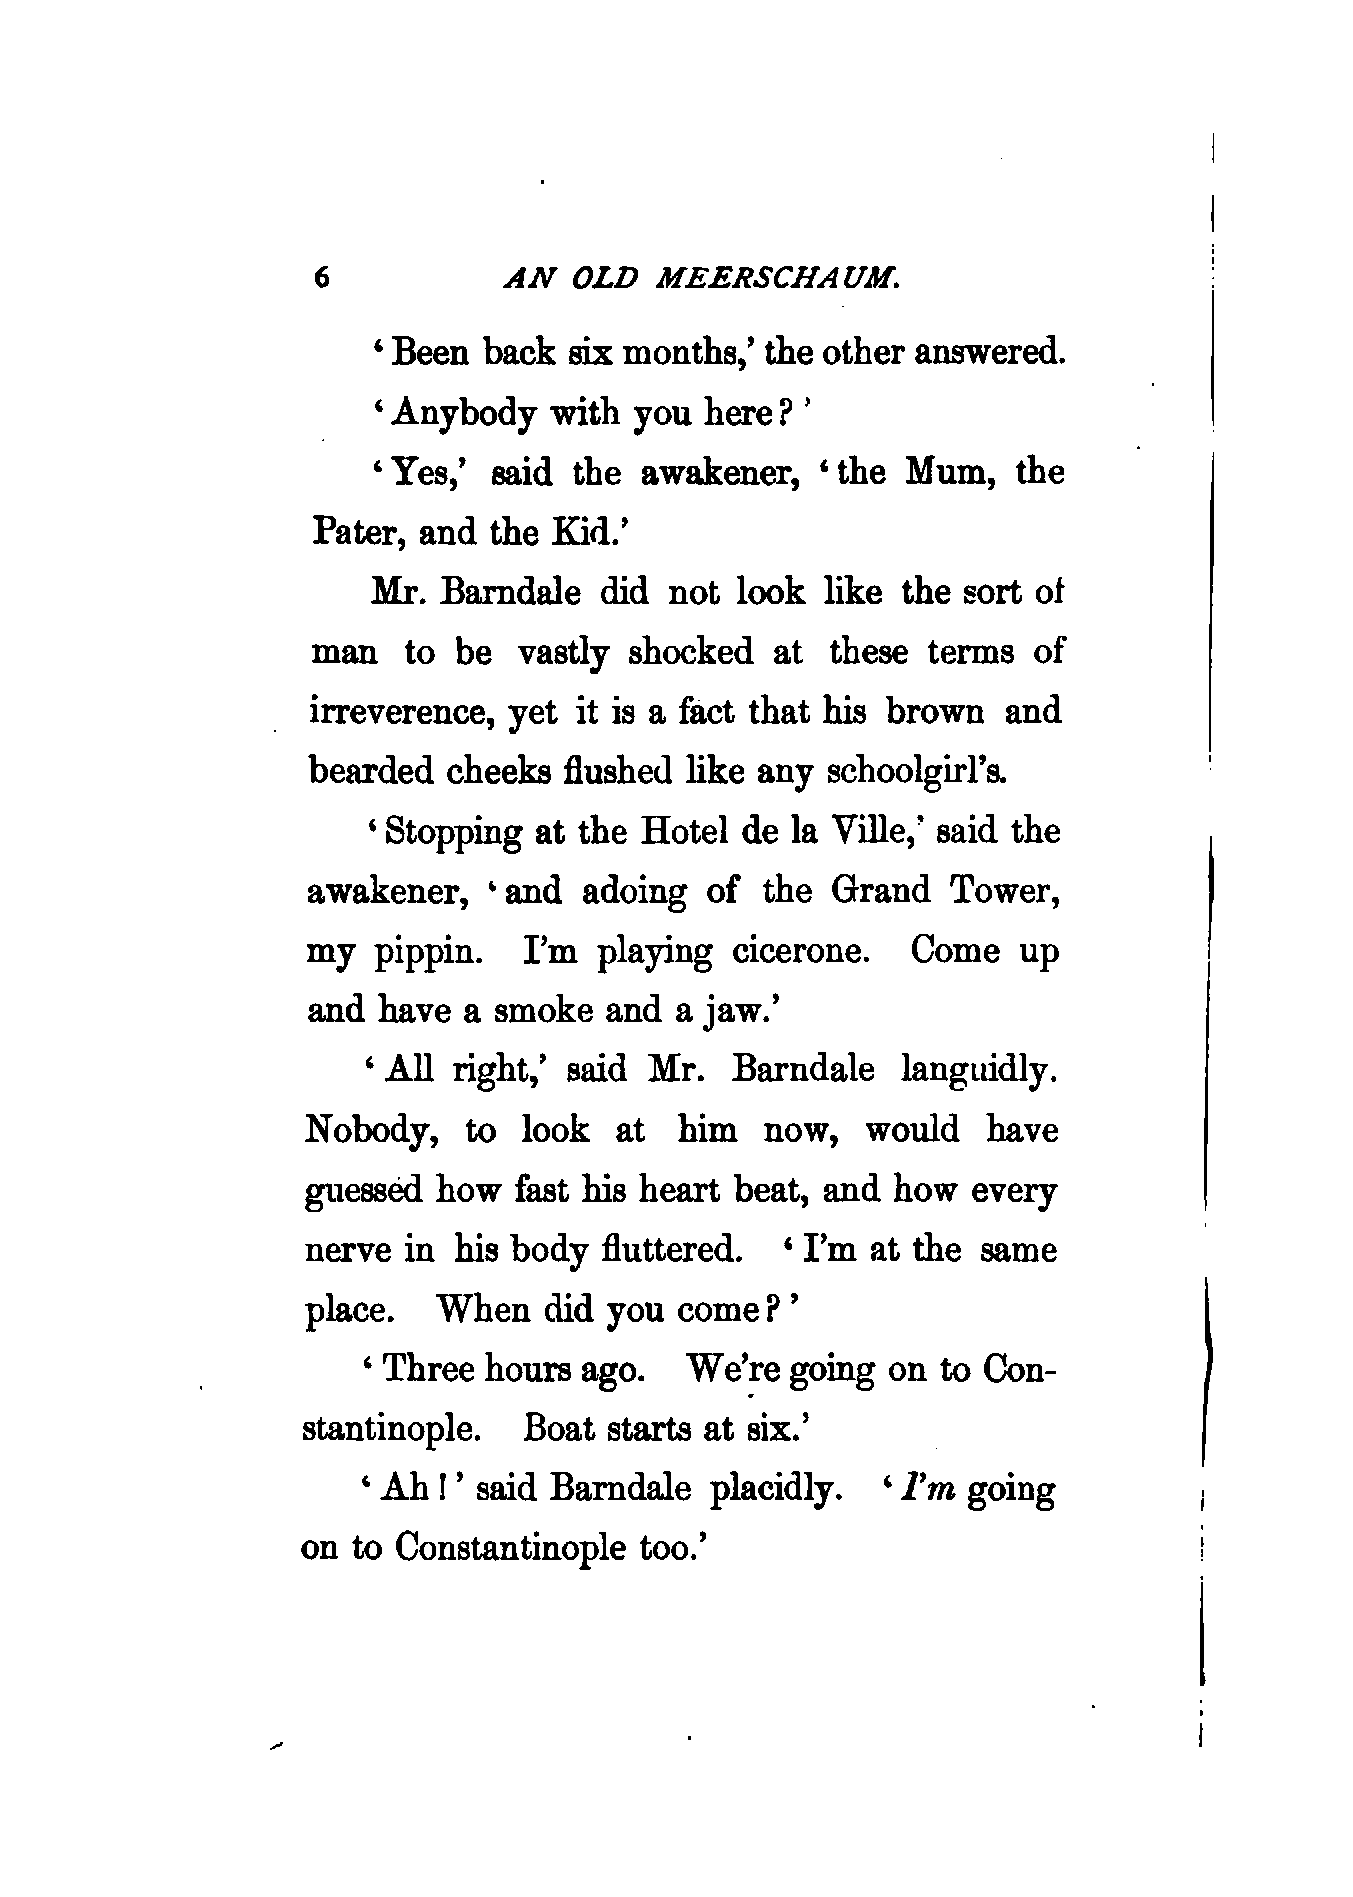 6 AN OLD MEERSCHAUM.
‘Been back six months,’ the other answered.
‘Anybody with you here?’
‘Yes,’ said the awakener, ‘the Mum, the
Pater, and the Kid.’
Mr. Barndale did not look like the sort of
man to be vastly shocked at these terms of
irreverence, yet it is a fact that his brown and
bearded cheeks flushed like any schoolgirl’s.
‘Stopping at the Hotel de la Ville,’ said the
awakener, ‘and adoing of the Grand Tower,
my pippin. I’m playing cicerone. Come up
and have a smoke and a jaw.’
‘All right,’ said Mr. Barndale languidly.
Nobody, to look at him now, would have
guessed how fast his heart beat, and how every
nerve in his body fluttered. ‘I’m at the same
place. When did you come?’
‘Three hours ago. We’re going on to Con-
stantinople. Boat starts at six.’
‘Ah!’ said Barndale placidly. ‘I’m going
on to Constantinople too.’